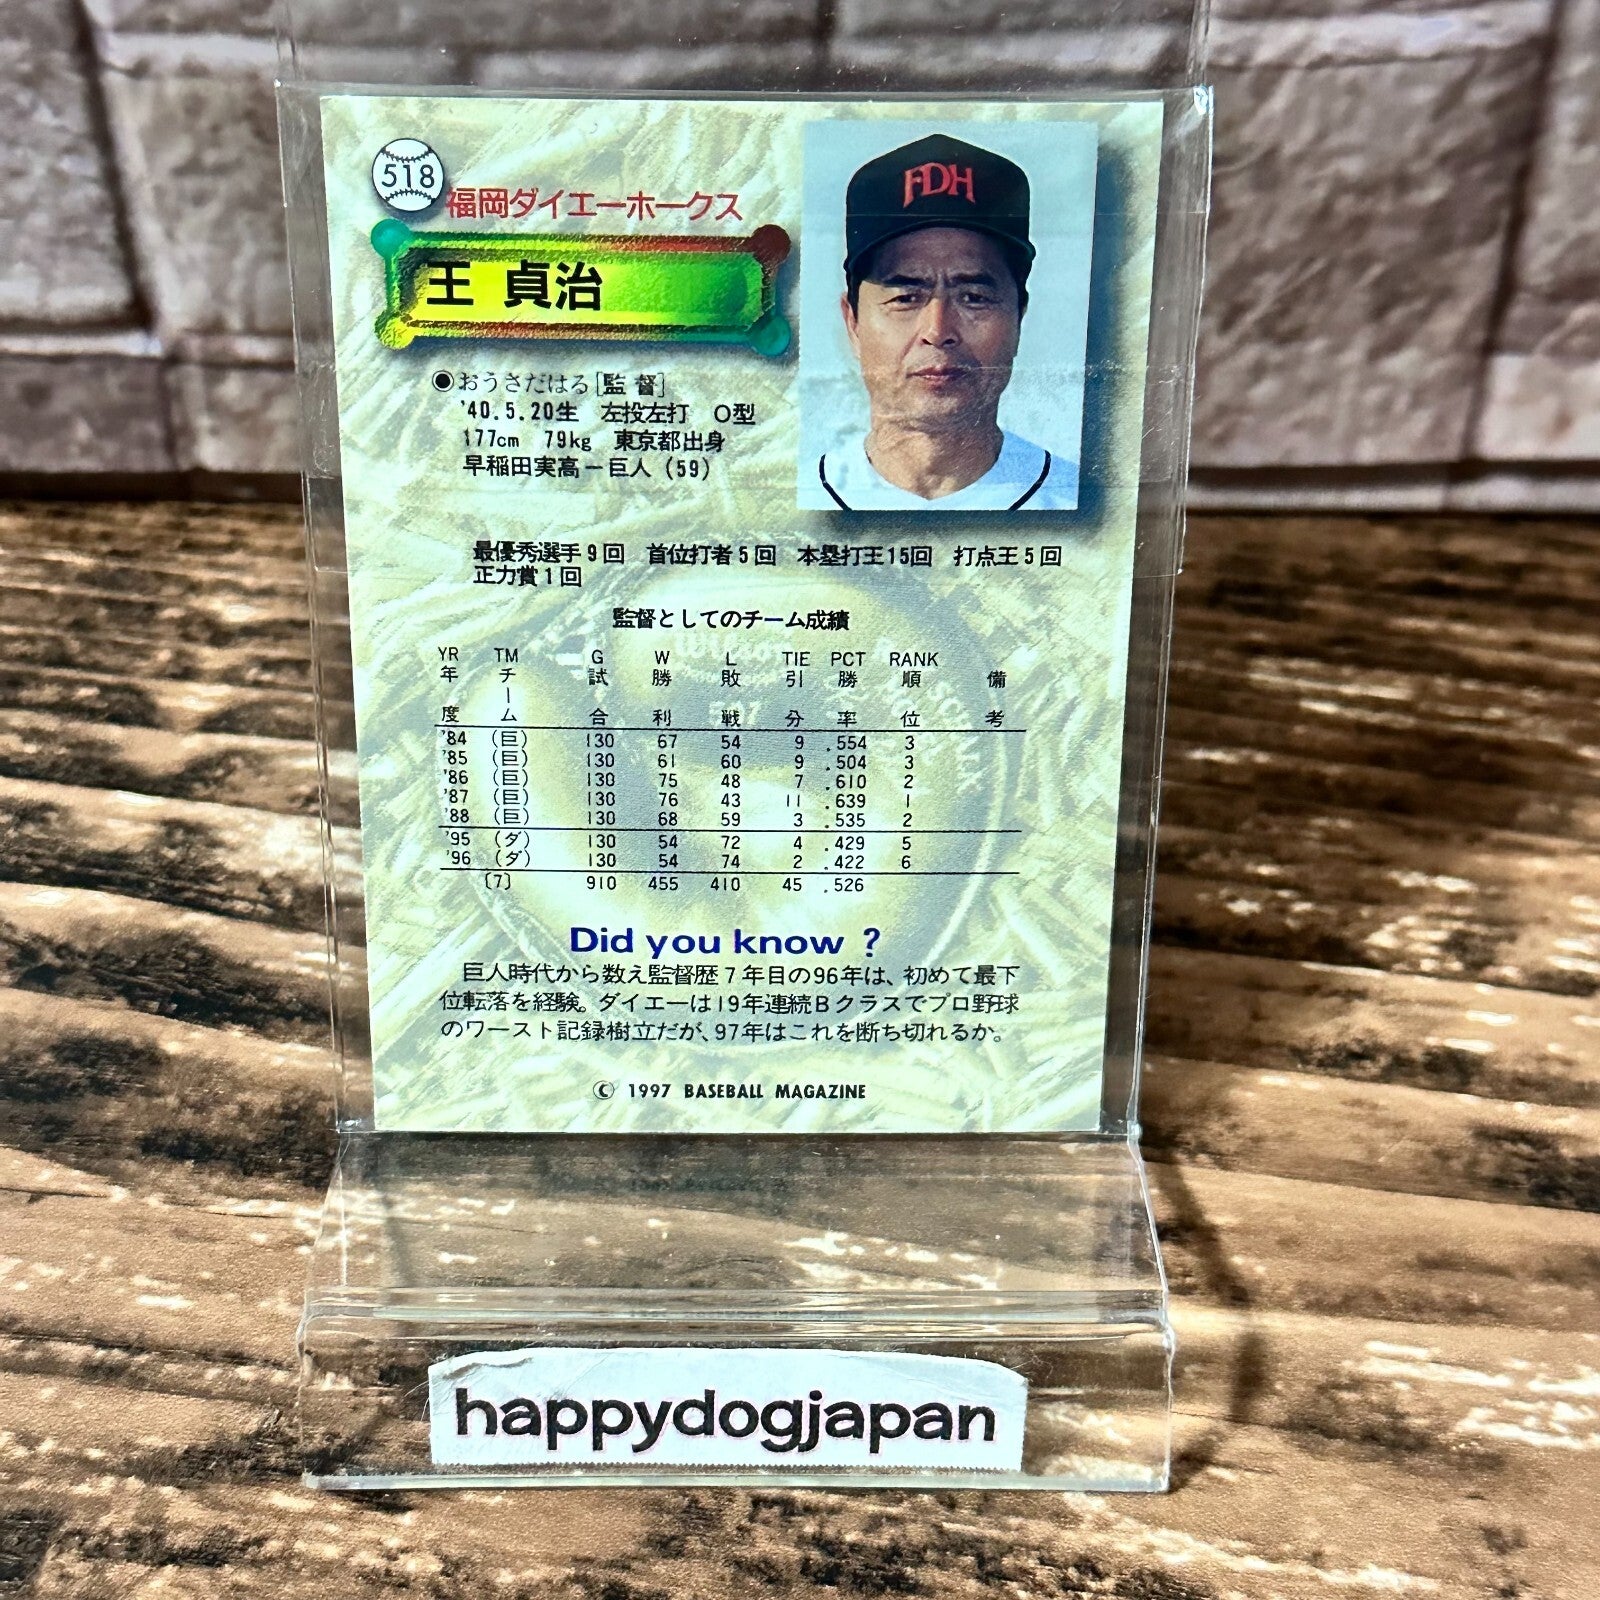 518
福岡ダイエーホークス
FDH
王 貞治
●おうさだはる[監 督]
'40.5.20生 左投左打 O型
177cm 79kg 東京都出身
早稲田実高ー巨人(59)
最優秀選手9回 首位打者5回 本塁打王15回 打点王5回
正力賞1回
監督としてのチーム成績
YR TM G W L TIE PCT RANK
年度 チーム 試合 勝利 敗戦 引分 勝率 順位 備考
'84 (巨) 130 67 54 9 .554 3
'85 (巨) 130 61 60 9 .504 3
'86 (巨) 130 75 48 7 .610 2
'87 (巨) 130 76 43 11 .639 1
'88 (巨) 130 68 59 3 .535 2
'95 (ダ) 130 54 72 4 .429 5
'96 (ダ) 130 54 74 2 .422 6
〔7〕 910 455 410 45 .526
Did you know ?
巨人時代から数え監督歴7年目の96年は、初めて最下
位転落を経験。ダイエーは19年連続Bクラスでプロ野球
のワースト記録樹立だが、97年はこれを断ち切れるか。
© 1997 BASEBALL MAGAZINE
happydogjapan